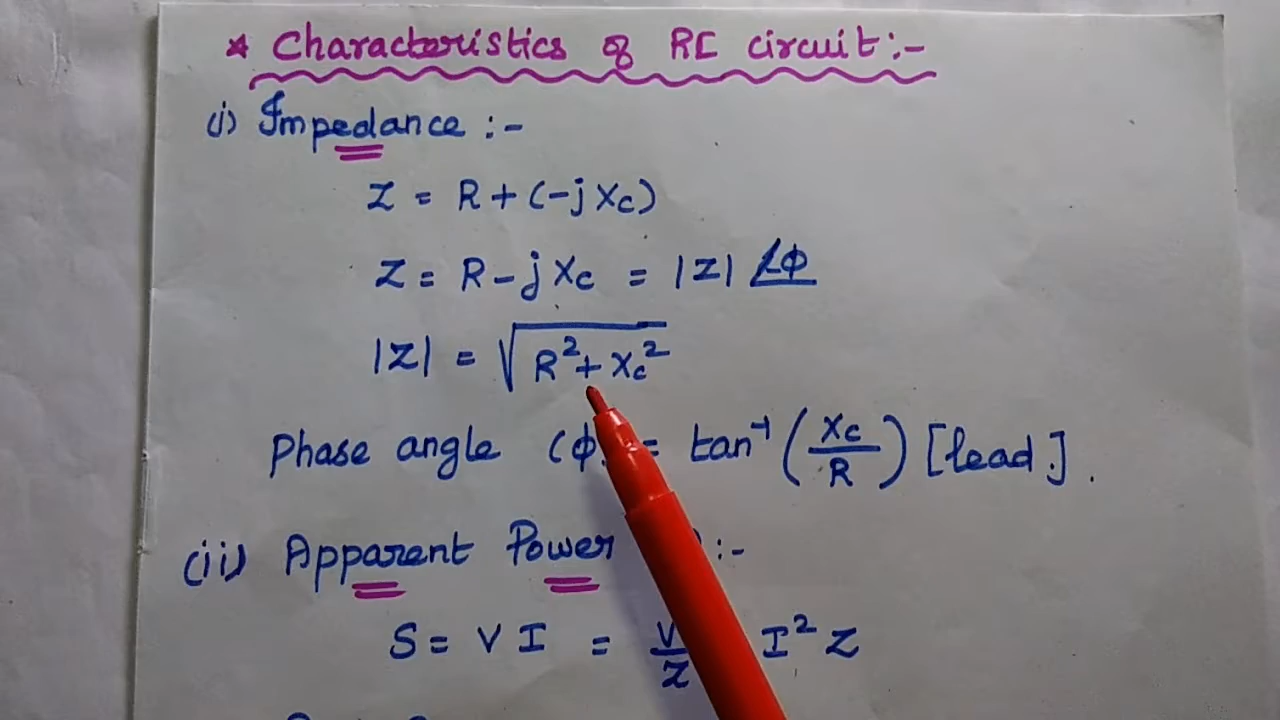 * Characteristics of RC circuit:-
(i) Impedance :-
Z = R + (-j Xc)
Z = R - j Xc = |Z| ∠ϕ
|Z| = √(R² + Xc²)
Phase angle (ϕ = tan⁻¹ (Xc/R) [lead].
(ii) Apparent Power :-
S = V I = V/Z I² Z